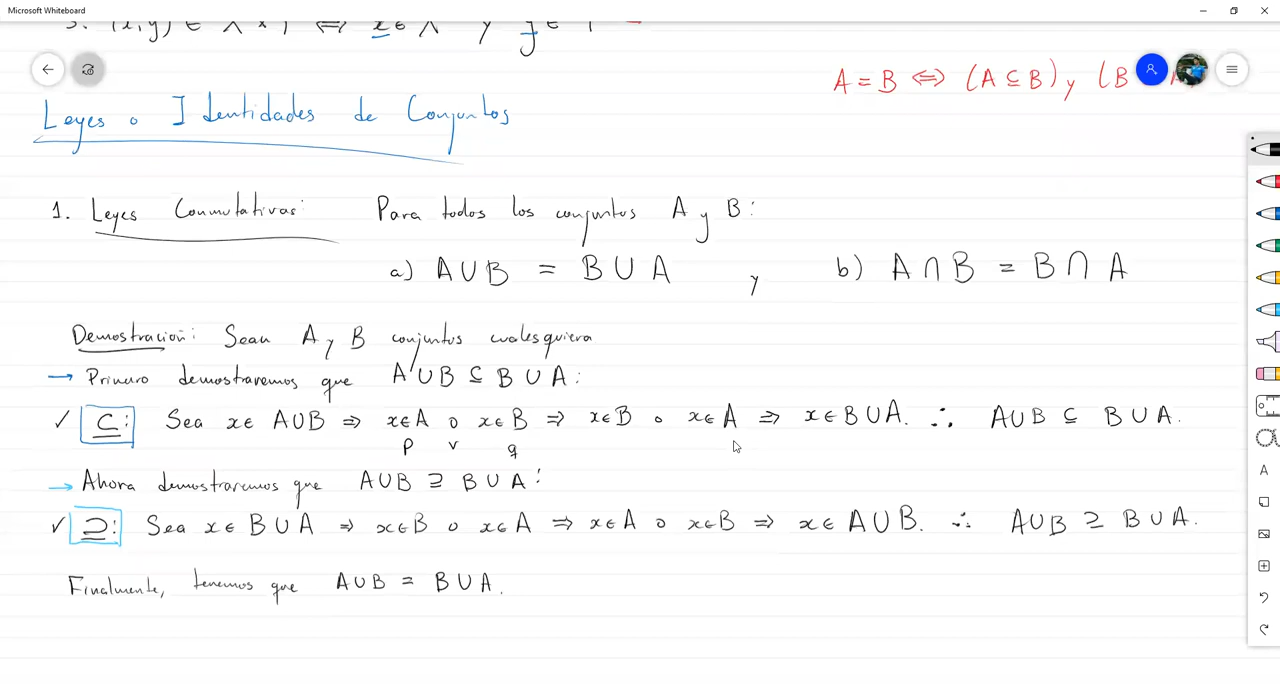 Microsoft Whiteboard
A = B ⟺ (A ⊆ B) y (B
Leyes o Identidades de Conjuntos
1. Leyes Conmutativas: Para todos los conjuntos A y B:
a) A ∪ B = B ∪ A y b) A ∩ B = B ∩ A
Demostración: Sean A y B conjuntos cualesquiera
→ Primero demostraremos que A ∪ B ⊆ B ∪ A:
✓ ⊆: Sea x ∈ A ∪ B ⇒ x ∈ A o x ∈ B ⇒ x ∈ B o x ∈ A ⇒ x ∈ B ∪ A. ∴ A ∪ B ⊆ B ∪ A.
p v q
→ Ahora demostraremos que A ∪ B ⊇ B ∪ A:
✓ ⊇: Sea x ∈ B ∪ A ⇒ x ∈ B o x ∈ A ⇒ x ∈ A o x ∈ B ⇒ x ∈ A ∪ B. ∴ A ∪ B ⊇ B ∪ A.
Finalmente, tenemos que A ∪ B = B ∪ A.